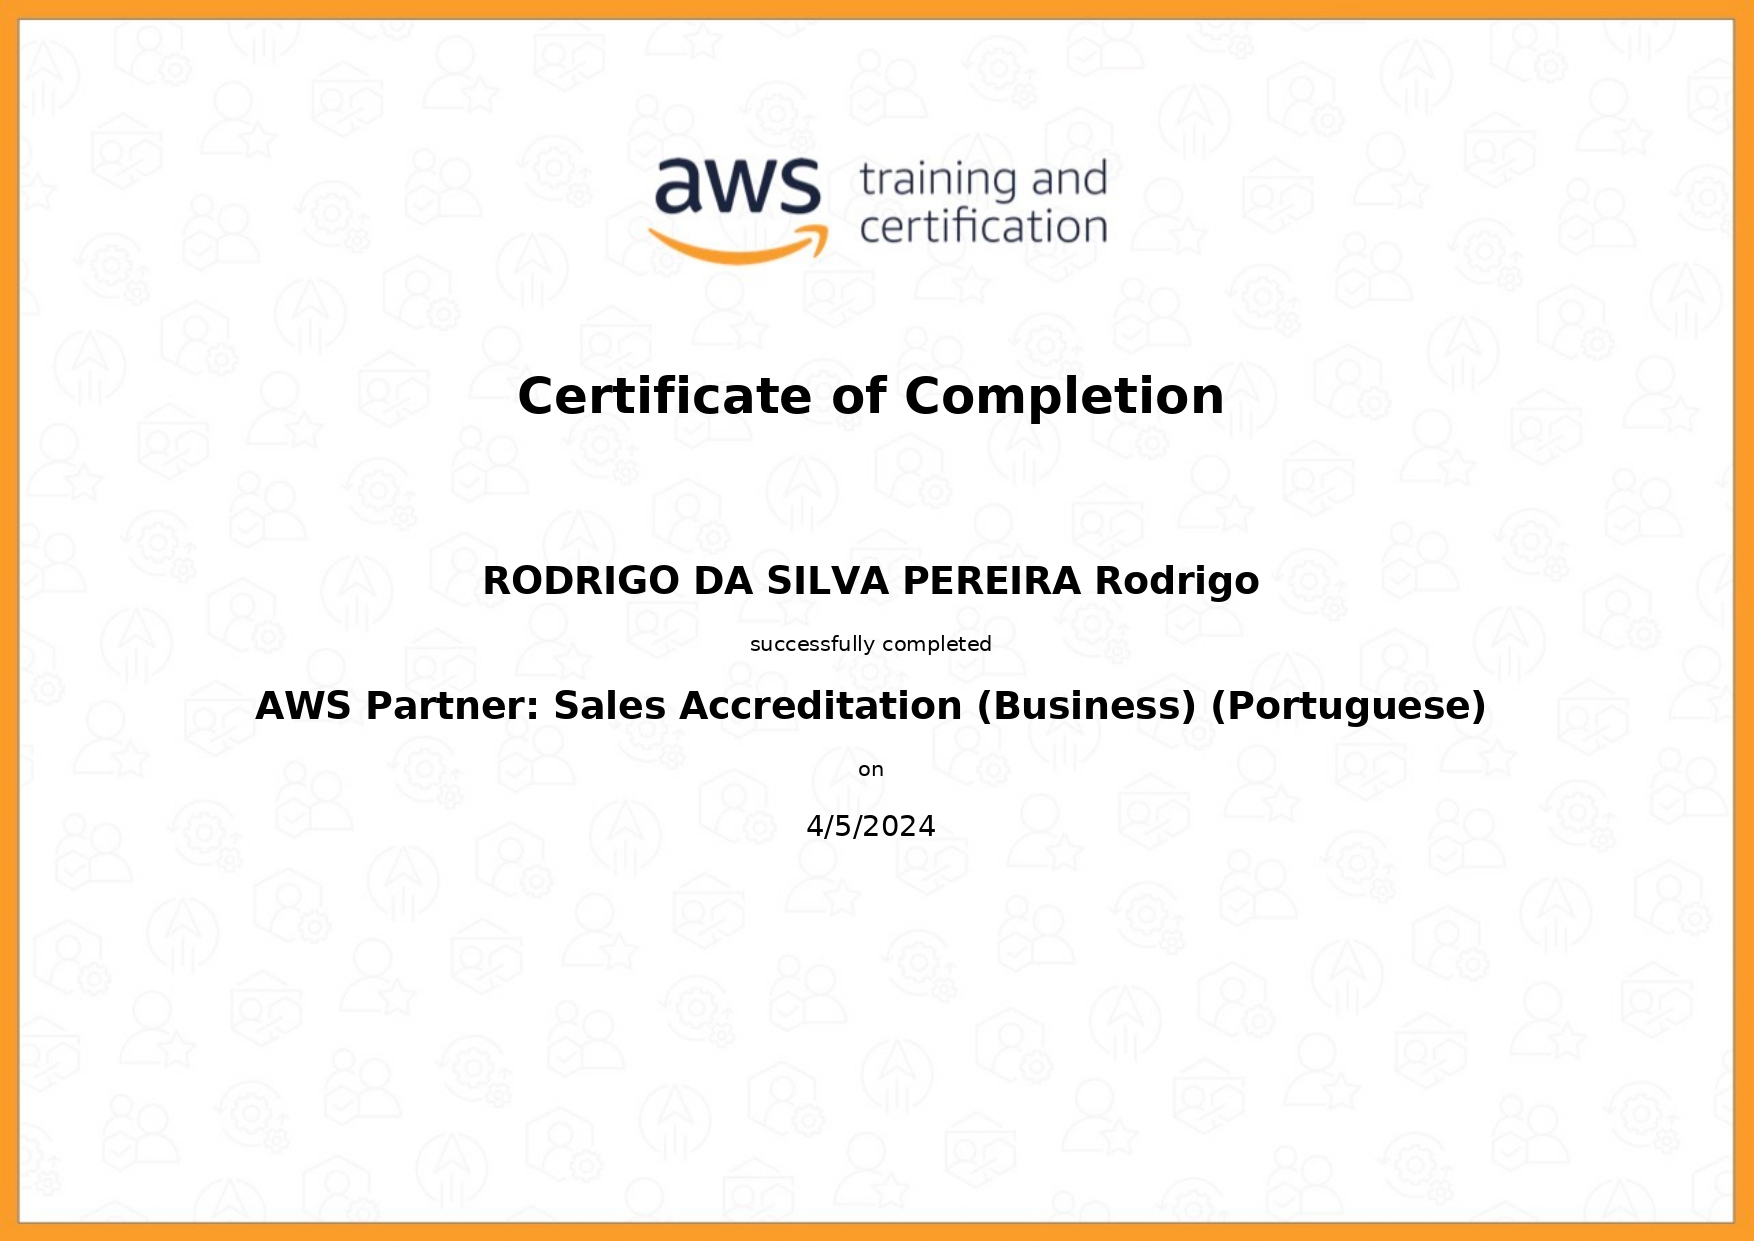 aws training and
certification
Certificate of Completion
RODRIGO DA SILVA PEREIRA Rodrigo
successfully completed
AWS Partner: Sales Accreditation (Business) (Portuguese)
on
4/5/2024